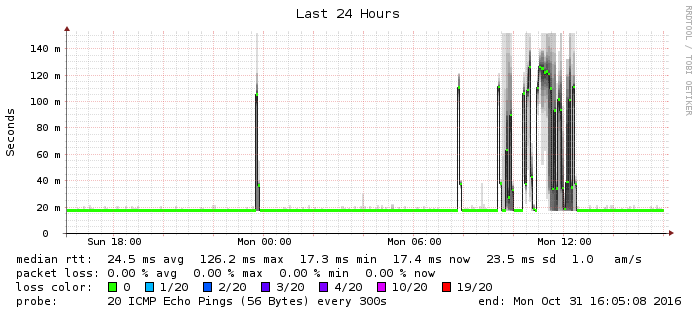 Last 24 Hours
RRDTOOL / TOBI OETIKER
Seconds
140 m
120 m
100 m
80 m
60 m
40 m
20 m
0
Sun 18:00 Mon 00:00 Mon 06:00 Mon 12:00
median rtt: 24.5 ms avg 126.2 ms max 17.3 ms min 17.4 ms now 23.5 ms sd 1.0 am/s
packet loss: 0.00 % avg 0.00 % max 0.00 % min 0.00 % now
loss color: 0 1/20 2/20 3/20 4/20 10/20 19/20
probe: 20 ICMP Echo Pings (56 Bytes) every 300s end: Mon Oct 31 16:05:08 2016